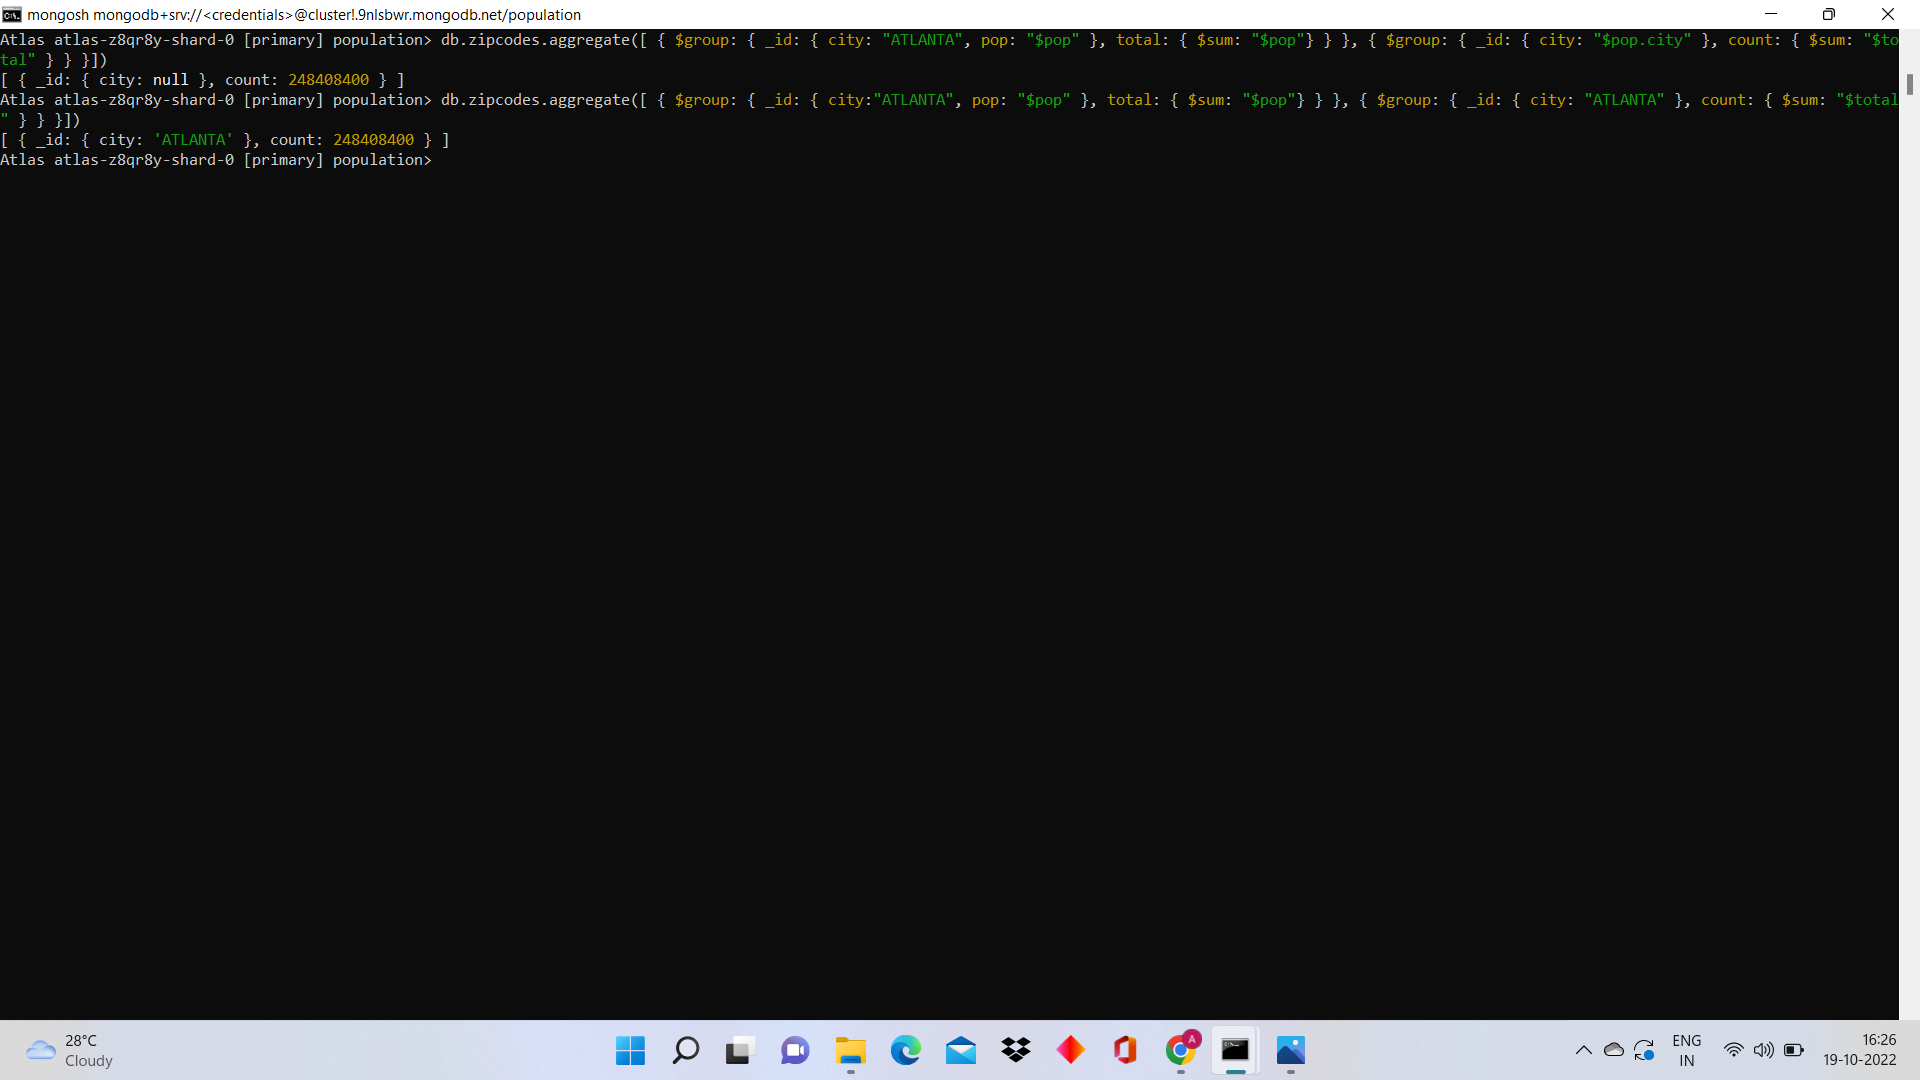 mongosh mongodb+srv://<credentials>@cluster!.9nlsbwr.mongodb.net/population
Atlas atlas-z8qr8y-shard-0 [primary] population> db.zipcodes.aggregate([ { $group: { _id: { city: "ATLANTA", pop: "$pop" }, total: { $sum: "$pop"} } }, { $group: { _id: { city: "$pop.city" }, count: { $sum: "$to
tal" } } }])
[ { _id: { city: null }, count: 248408400 } ]
Atlas atlas-z8qr8y-shard-0 [primary] population> db.zipcodes.aggregate([ { $group: { _id: { city:"ATLANTA", pop: "$pop" }, total: { $sum: "$pop"} } }, { $group: { _id: { city: "ATLANTA" }, count: { $sum: "$total
" } } }])
[ { _id: { city: 'ATLANTA' }, count: 248408400 } ]
Atlas atlas-z8qr8y-shard-0 [primary] population>
28°C
Cloudy
A
ENG
IN
16:26
19-10-2022